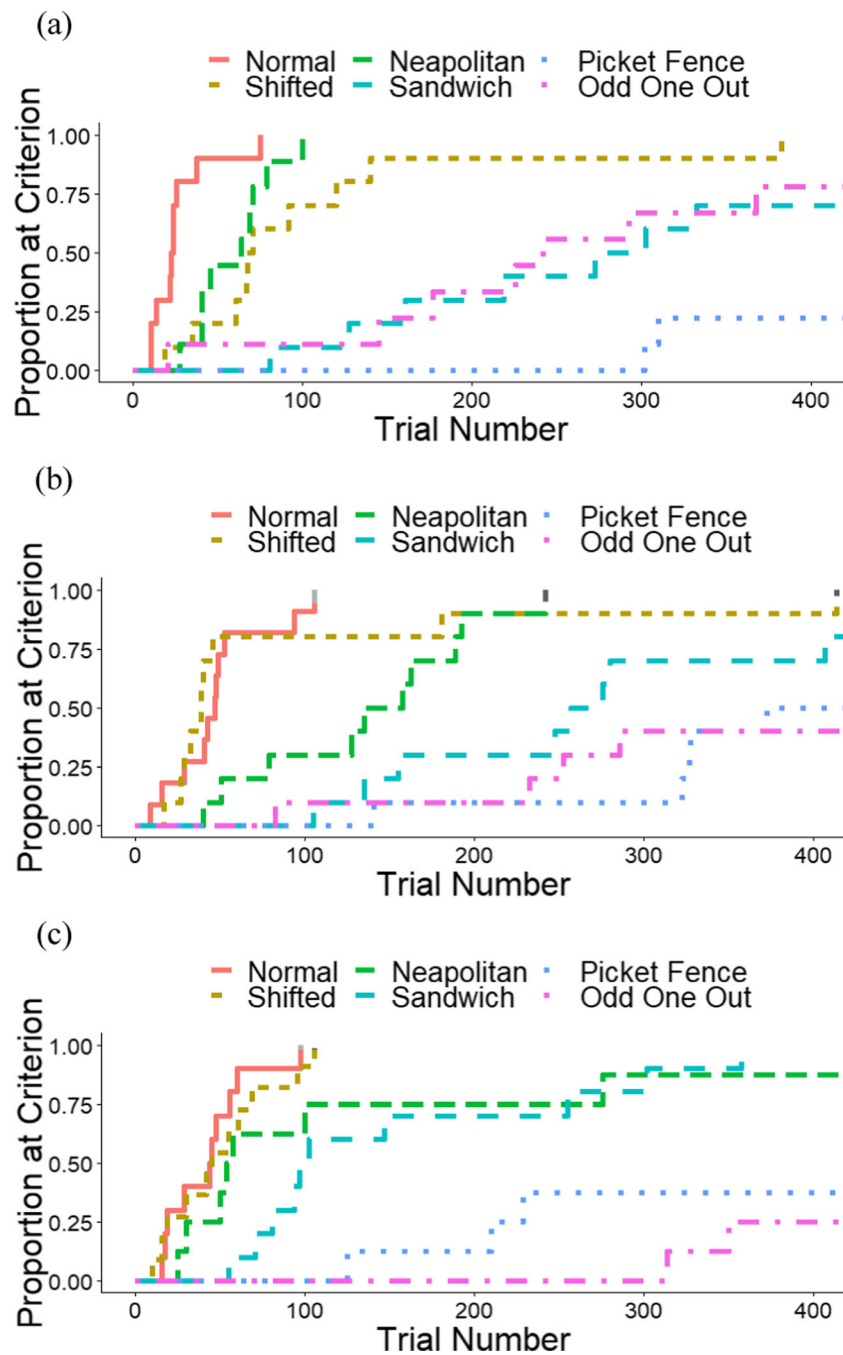 (a)
Normal Neapolitan Picket Fence
Shifted Sandwich Odd One Out
1.00
0.75
0.50
0.25
0.00
Proportion at Criterion
0 100 200 300 400
Trial Number
(b)
Normal Neapolitan Picket Fence
Shifted Sandwich Odd One Out
1.00
0.75
0.50
0.25
0.00
Proportion at Criterion
0 100 200 300 400
Trial Number
(c)
Normal Neapolitan Picket Fence
Shifted Sandwich Odd One Out
1.00
0.75
0.50
0.25
0.00
Proportion at Criterion
0 100 200 300 400
Trial Number